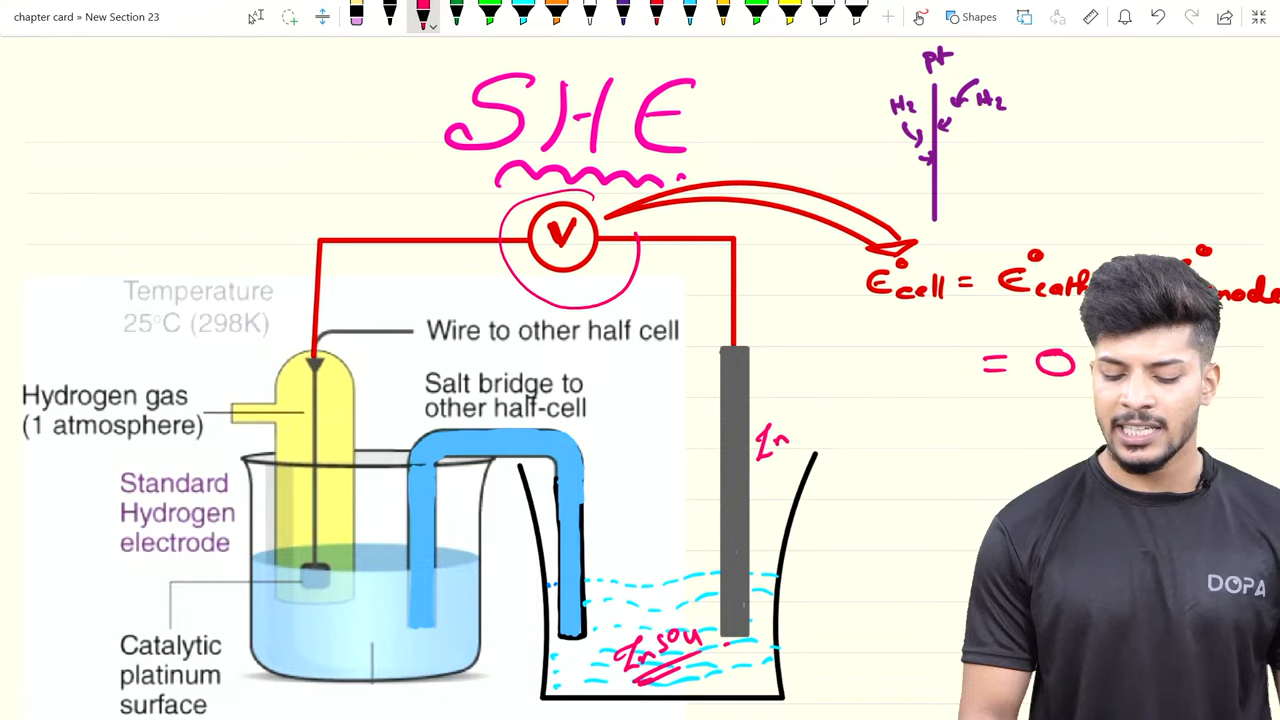 chapter card » New Section 23
Shapes
SHE
Pt
H2
H2
V
E°cell = E°cath
node
= 0
Temperature
25°C (298K)
Wire to other half cell
Hydrogen gas
(1 atmosphere)
Salt bridge to
other half-cell
Zn
Standard
Hydrogen
electrode
ZnSO4
Catalytic
platinum
surface
DOPA